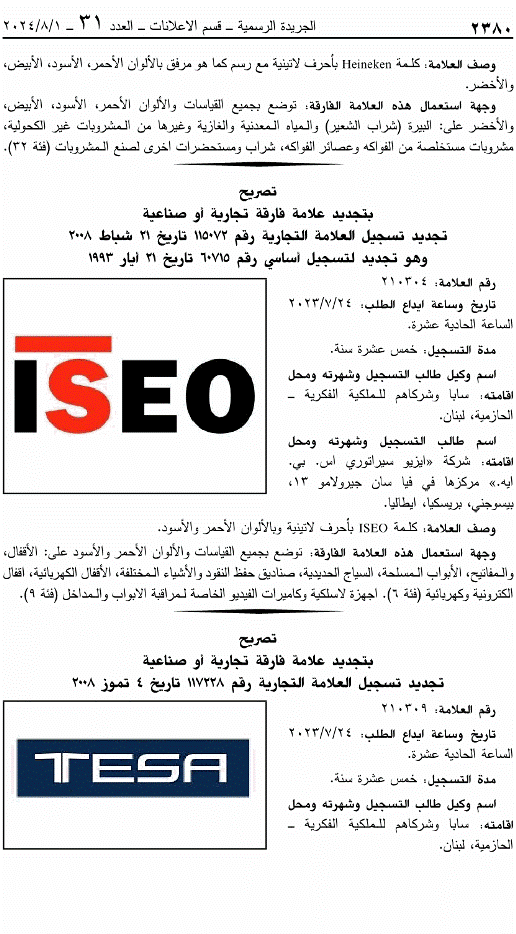 ٢٣٨٠ الجريدة الرسمية ــ قسم الاعلانات ــ العدد ٣١ ــ ٢٠٢٤/٨/١
وصف العلامة: كلمة Heineken بأحرف لاتينية مع رسم كما هو مرفق بالألوان الأحمر، الأسود، الأبيض،
والأخضر.
وجهة استعمال هذه العلامة الفارقة: توضع بجميع القياسات والألوان الأحمر، الأسود، الأبيض،
والأخضر على: البيرة (شراب الشعير) والمياه المعدنية والغازية وغيرها من المشروبات غير الكحولية،
مشروبات مستخلصة من الفواكه وعصائر الفواكه، شراب ومستحضرات اخرى لصنع المشروبات (فئة ٣٢).
تصريح
بتجديد علامة فارقة تجارية أو صناعية
تجديد تسجيل العلامة التجارية رقم ١١٥٠٧٢ تاريخ ٢١ شباط ٢٠٠٨
وهو تجديد لتسجيل أساسي رقم ٦٠٧١٥ تاريخ ٢١ أيار ١٩٩٣
رقم العلامة: ٢١٠٣٠٤
تاريخ وساعة ايداع الطلب: ٢٠٢٣/٧/٢٤
الساعة الحادية عشرة.
مدة التسجيل: خمس عشرة سنة.
اسم وكيل طالب التسجيل وشهرته ومحل
اقامته: سابا وشركاهم للملكية الفكرية ــ
الحازمية، لبنان.
اسم طالب التسجيل وشهرته ومحل
اقامته: شركة «ايزيو سيراتوري اس. بي.
ايه.» مركزها في فيا سان جيرولامو ١٣،
بيسوجني، بريسكيا، ايطاليا.
ISEO
وصف العلامة: كلمة ISEO بأحرف لاتينية وبالألوان الأحمر والأسود.
وجهة استعمال هذه العلامة الفارقة: توضع بجميع القياسات والألوان الأحمر والأسود على: الأقفال،
والمفاتيح، الأبواب المسلحة، السياج الحديدية، صناديق حفظ النقود والأشياء المختلفة، الأقفال الكهربائية، اقفال
الكترونية وكهربائية (فئة ٦). اجهزة لاسلكية وكاميرات الفيديو الخاصة لمراقبة الابواب والمداخل (فئة ٩).
تصريح
بتجديد علامة فارقة تجارية أو صناعية
تجديد تسجيل العلامة التجارية رقم ١١٧٢٢٨ تاريخ ٤ تموز ٢٠٠٨
رقم العلامة: ٢١٠٣٠٩
تاريخ وساعة ايداع الطلب: ٢٠٢٣/٧/٢٤
الساعة الحادية عشرة.
مدة التسجيل: خمس عشرة سنة.
اسم وكيل طالب التسجيل وشهرته ومحل
اقامته: سابا وشركاهم للملكية الفكرية ــ
الحازمية، لبنان.
TESA